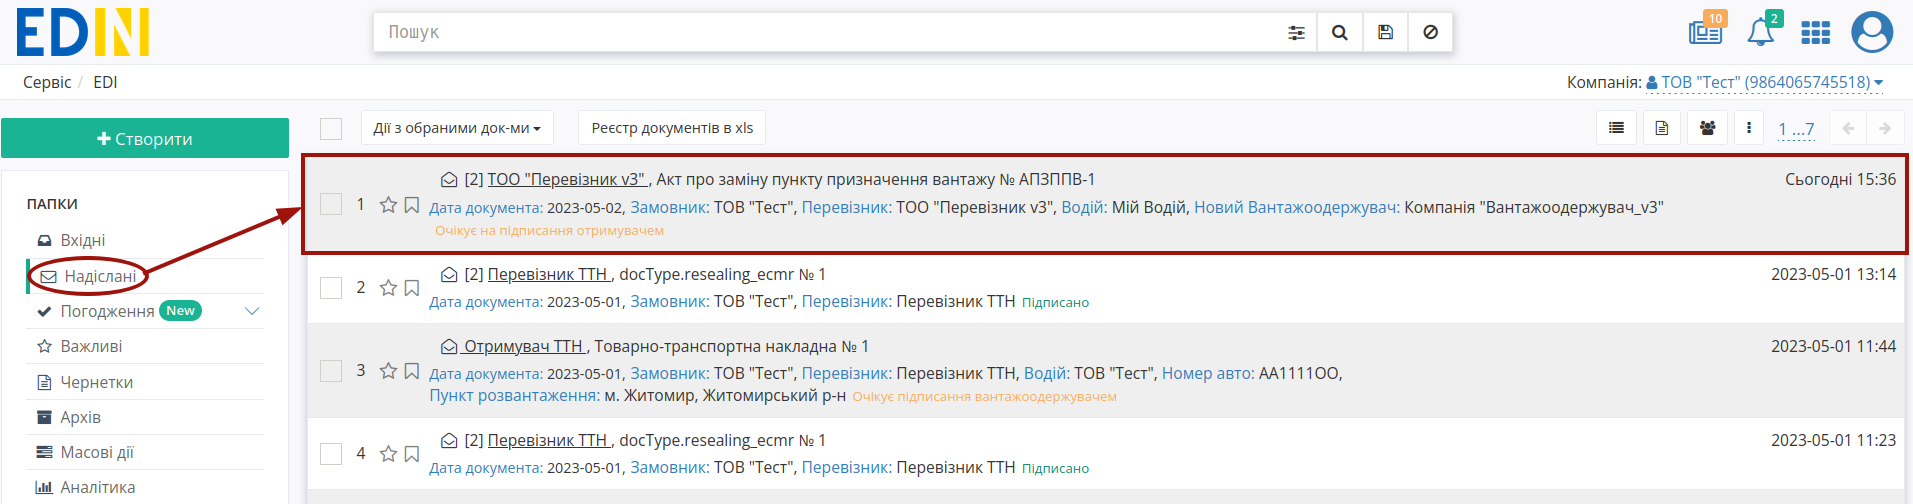 EDIN
Пошук
10
2
Сервіс / EDI
Компанія: ТОВ "Тест" (9864065745518)
Створити
Дії з обраними док-ми
Реєстр документів в xls
1 ...7
ПАПКИ
Вхідні
Надіслані
Погодження New
Важливі
Чернетки
Архів
Масові дії
Аналітика
[2] ТОО "Перевізник v3" , Акт про заміну пункту призначення вантажу № АПЗППВ-1
Сьогодні 15:36
1
Дата документа: 2023-05-02, Замовник: ТОВ "Тест", Перевізник: ТОО "Перевізник v3", Водій: Мій Водій, Новий Вантажоодержувач: Компанія "Вантажоодержувач_v3"
Очікує на підписання отримувачем
[2] Перевізник ТТН , docType.resealing_ecmr № 1
2023-05-01 13:14
2
Дата документа: 2023-05-01, Замовник: ТОВ "Тест", Перевізник: Перевізник ТТН Підписано
Отримувач ТТН , Товарно-транспортна накладна № 1
2023-05-01 11:44
3
Дата документа: 2023-05-01, Замовник: ТОВ "Тест", Перевізник: Перевізник ТТН, Водій: ТОВ "Тест", Номер авто: АА1111ОО,
Пункт розвантаження: м. Житомир, Житомирський р-н Очікує підписання вантажоодержувачем
[2] Перевізник ТТН , docType.resealing_ecmr № 1
2023-05-01 11:23
4
Дата документа: 2023-05-01, Замовник: ТОВ "Тест", Перевізник: Перевізник ТТН Підписано